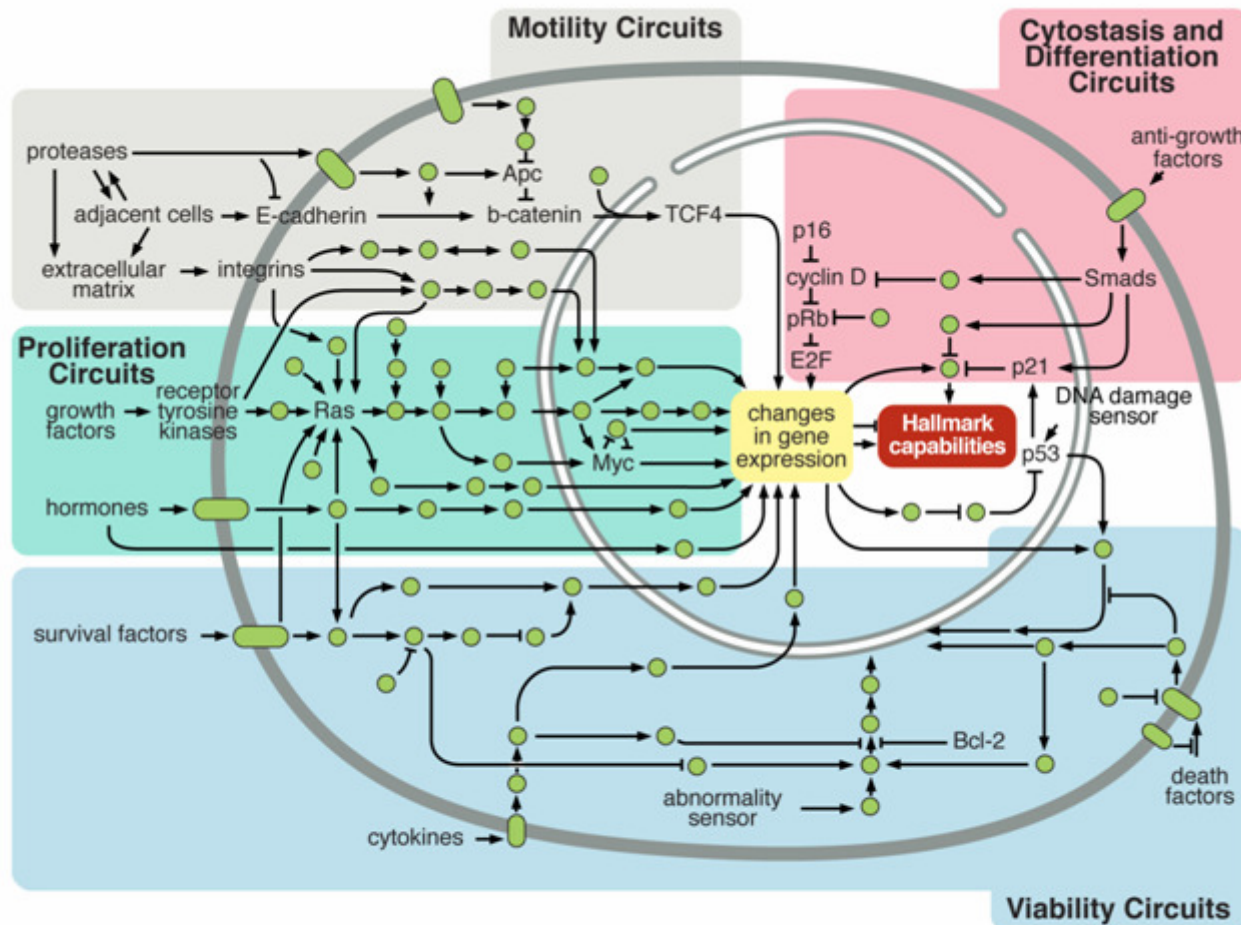 Motility Circuits
Cytostasis and
Differentiation
Circuits
proteases
adjacent cells
E-cadherin
Apc
b-catenin
TCF4
extracellular
matrix
integrins
anti-growth
factors
p16
cyclin D
pRb
E2F
Smads
p21
DNA damage
sensor
p53
Proliferation
Circuits
growth
factors
receptor
tyrosine
kinases
Ras
Myc
hormones
changes
in gene
expression
Hallmark
capabilities
survival factors
Bcl-2
abnormality
sensor
cytokines
death
factors
Viability Circuits